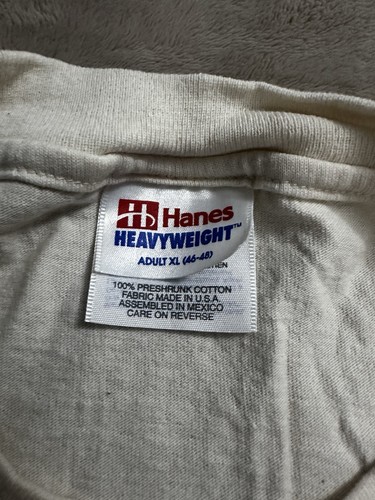 Hanes
HEAVYWEIGHT™
ADULT XL (46-48)
100% PRESHRUNK COTTON
FABRIC MADE IN U.S.A.
ASSEMBLED IN MEXICO
CARE ON REVERSE